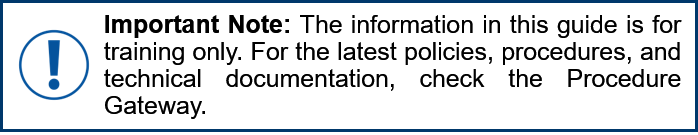 Important Note: The information in this guide is for
training only. For the latest policies, procedures, and
technical documentation, check the Procedure
Gateway.